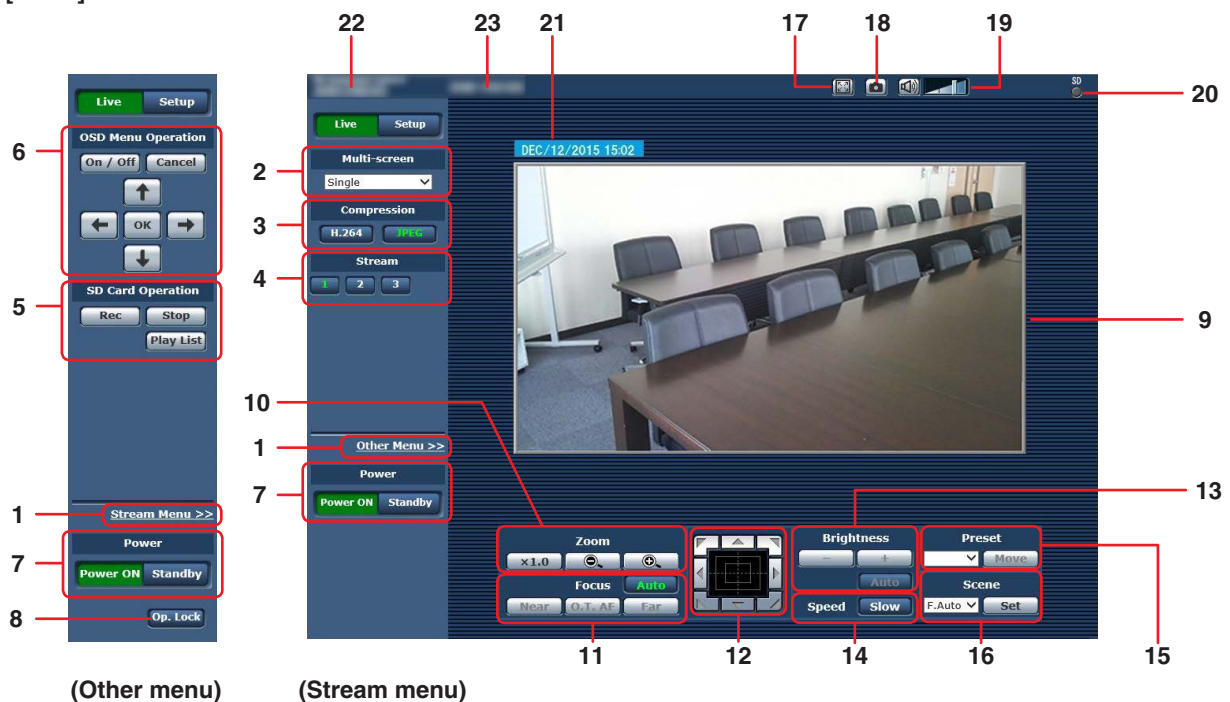 22 23 21 17 18 19
SD
20
Live Setup
6
OSD Menu Operation
On / Off Cancel
OK
5
SD Card Operation
Rec Stop
Play List
1
Stream Menu >>
7
Power
Power ON Standby
8
Op. Lock
(Other menu)
Live Setup
2
Multi-screen
Single
3
Compression
H.264 JPEG
4
Stream
1 2 3
DEC/12/2015 15:02
9
10
1
Other Menu >>
7
Power
Power ON Standby
13
Zoom
×1.0
Focus Auto
Near O.T. AF Far
Brightness
− +
Auto
Speed Slow
Preset
Move
Scene
F.Auto Set
15
11 12 14 16
(Stream menu)